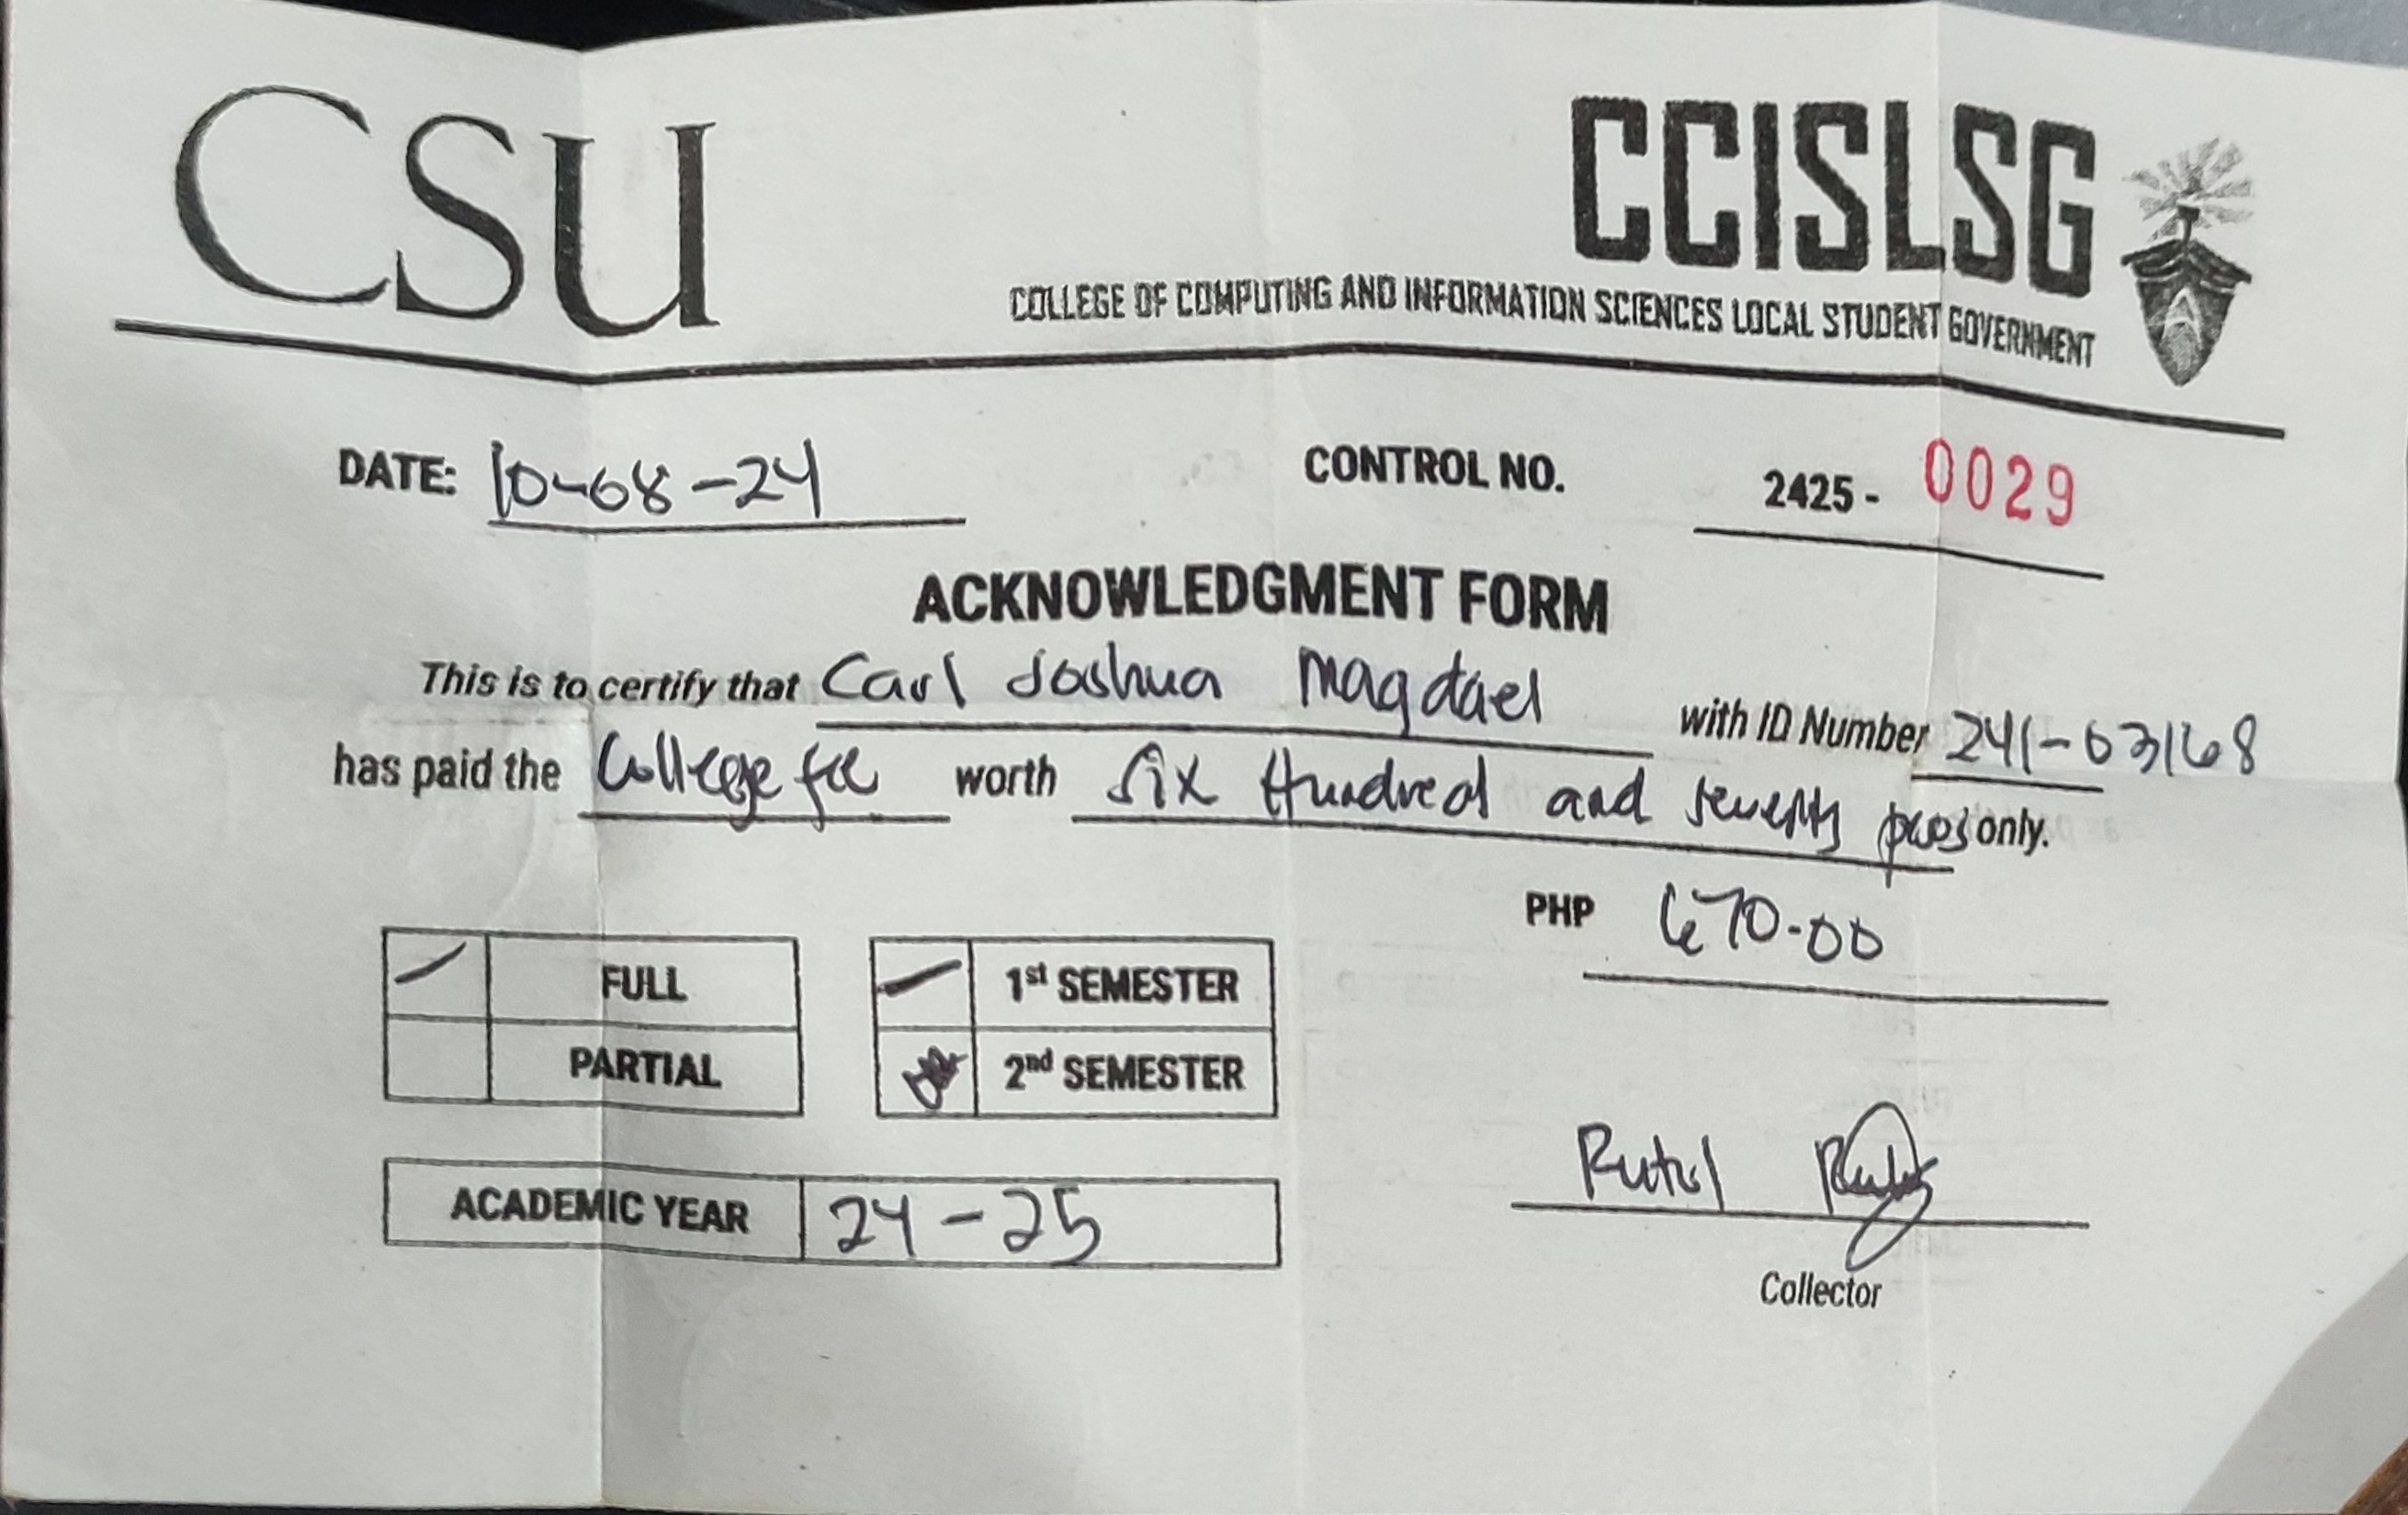 CSU
CCISLSG
COLLEGE OF COMPUTING AND INFORMATION SCIENCES LOCAL STUDENT GOVERNMENT
DATE: 10-08-24 CONTROL NO. 2425 - 0029
ACKNOWLEDGMENT FORM
This is to certify that Carl Joshua Magdael with ID Number 241-03168
has paid the College fee worth Six Hundred and seventy pesos only.
PHP 670.00
FULL 1st SEMESTER
PARTIAL 2nd SEMESTER
ACADEMIC YEAR 24-25
Collector